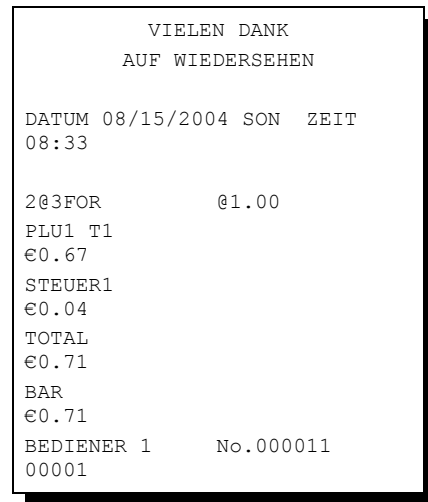 VIELEN DANK
AUF WIEDERSEHEN
DATUM 08/15/2004 SON ZEIT
08:33
2@3FOR @1.00
PLU1 T1
€0.67
STEUER1
€0.04
TOTAL
€0.71
BAR
€0.71
BEDIENER 1 No.000011
00001